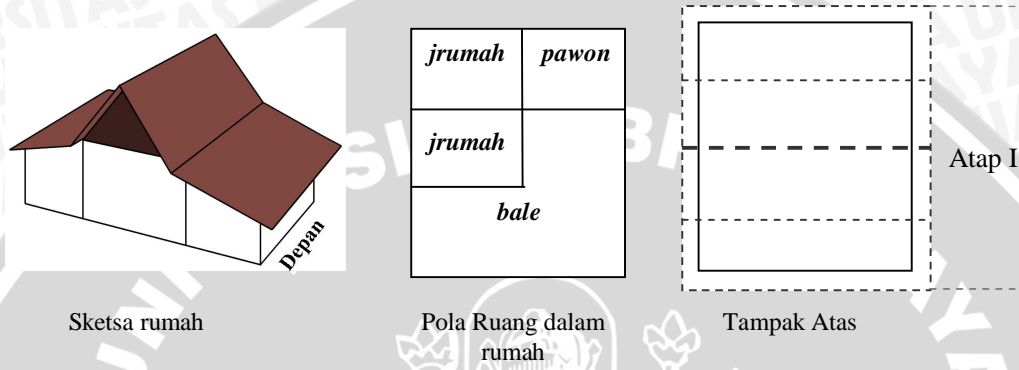 Depan
jrumah
pawon
jrumah
bale
Atap I
Sketsa rumah
Pola Ruang dalam
rumah
Tampak Atas